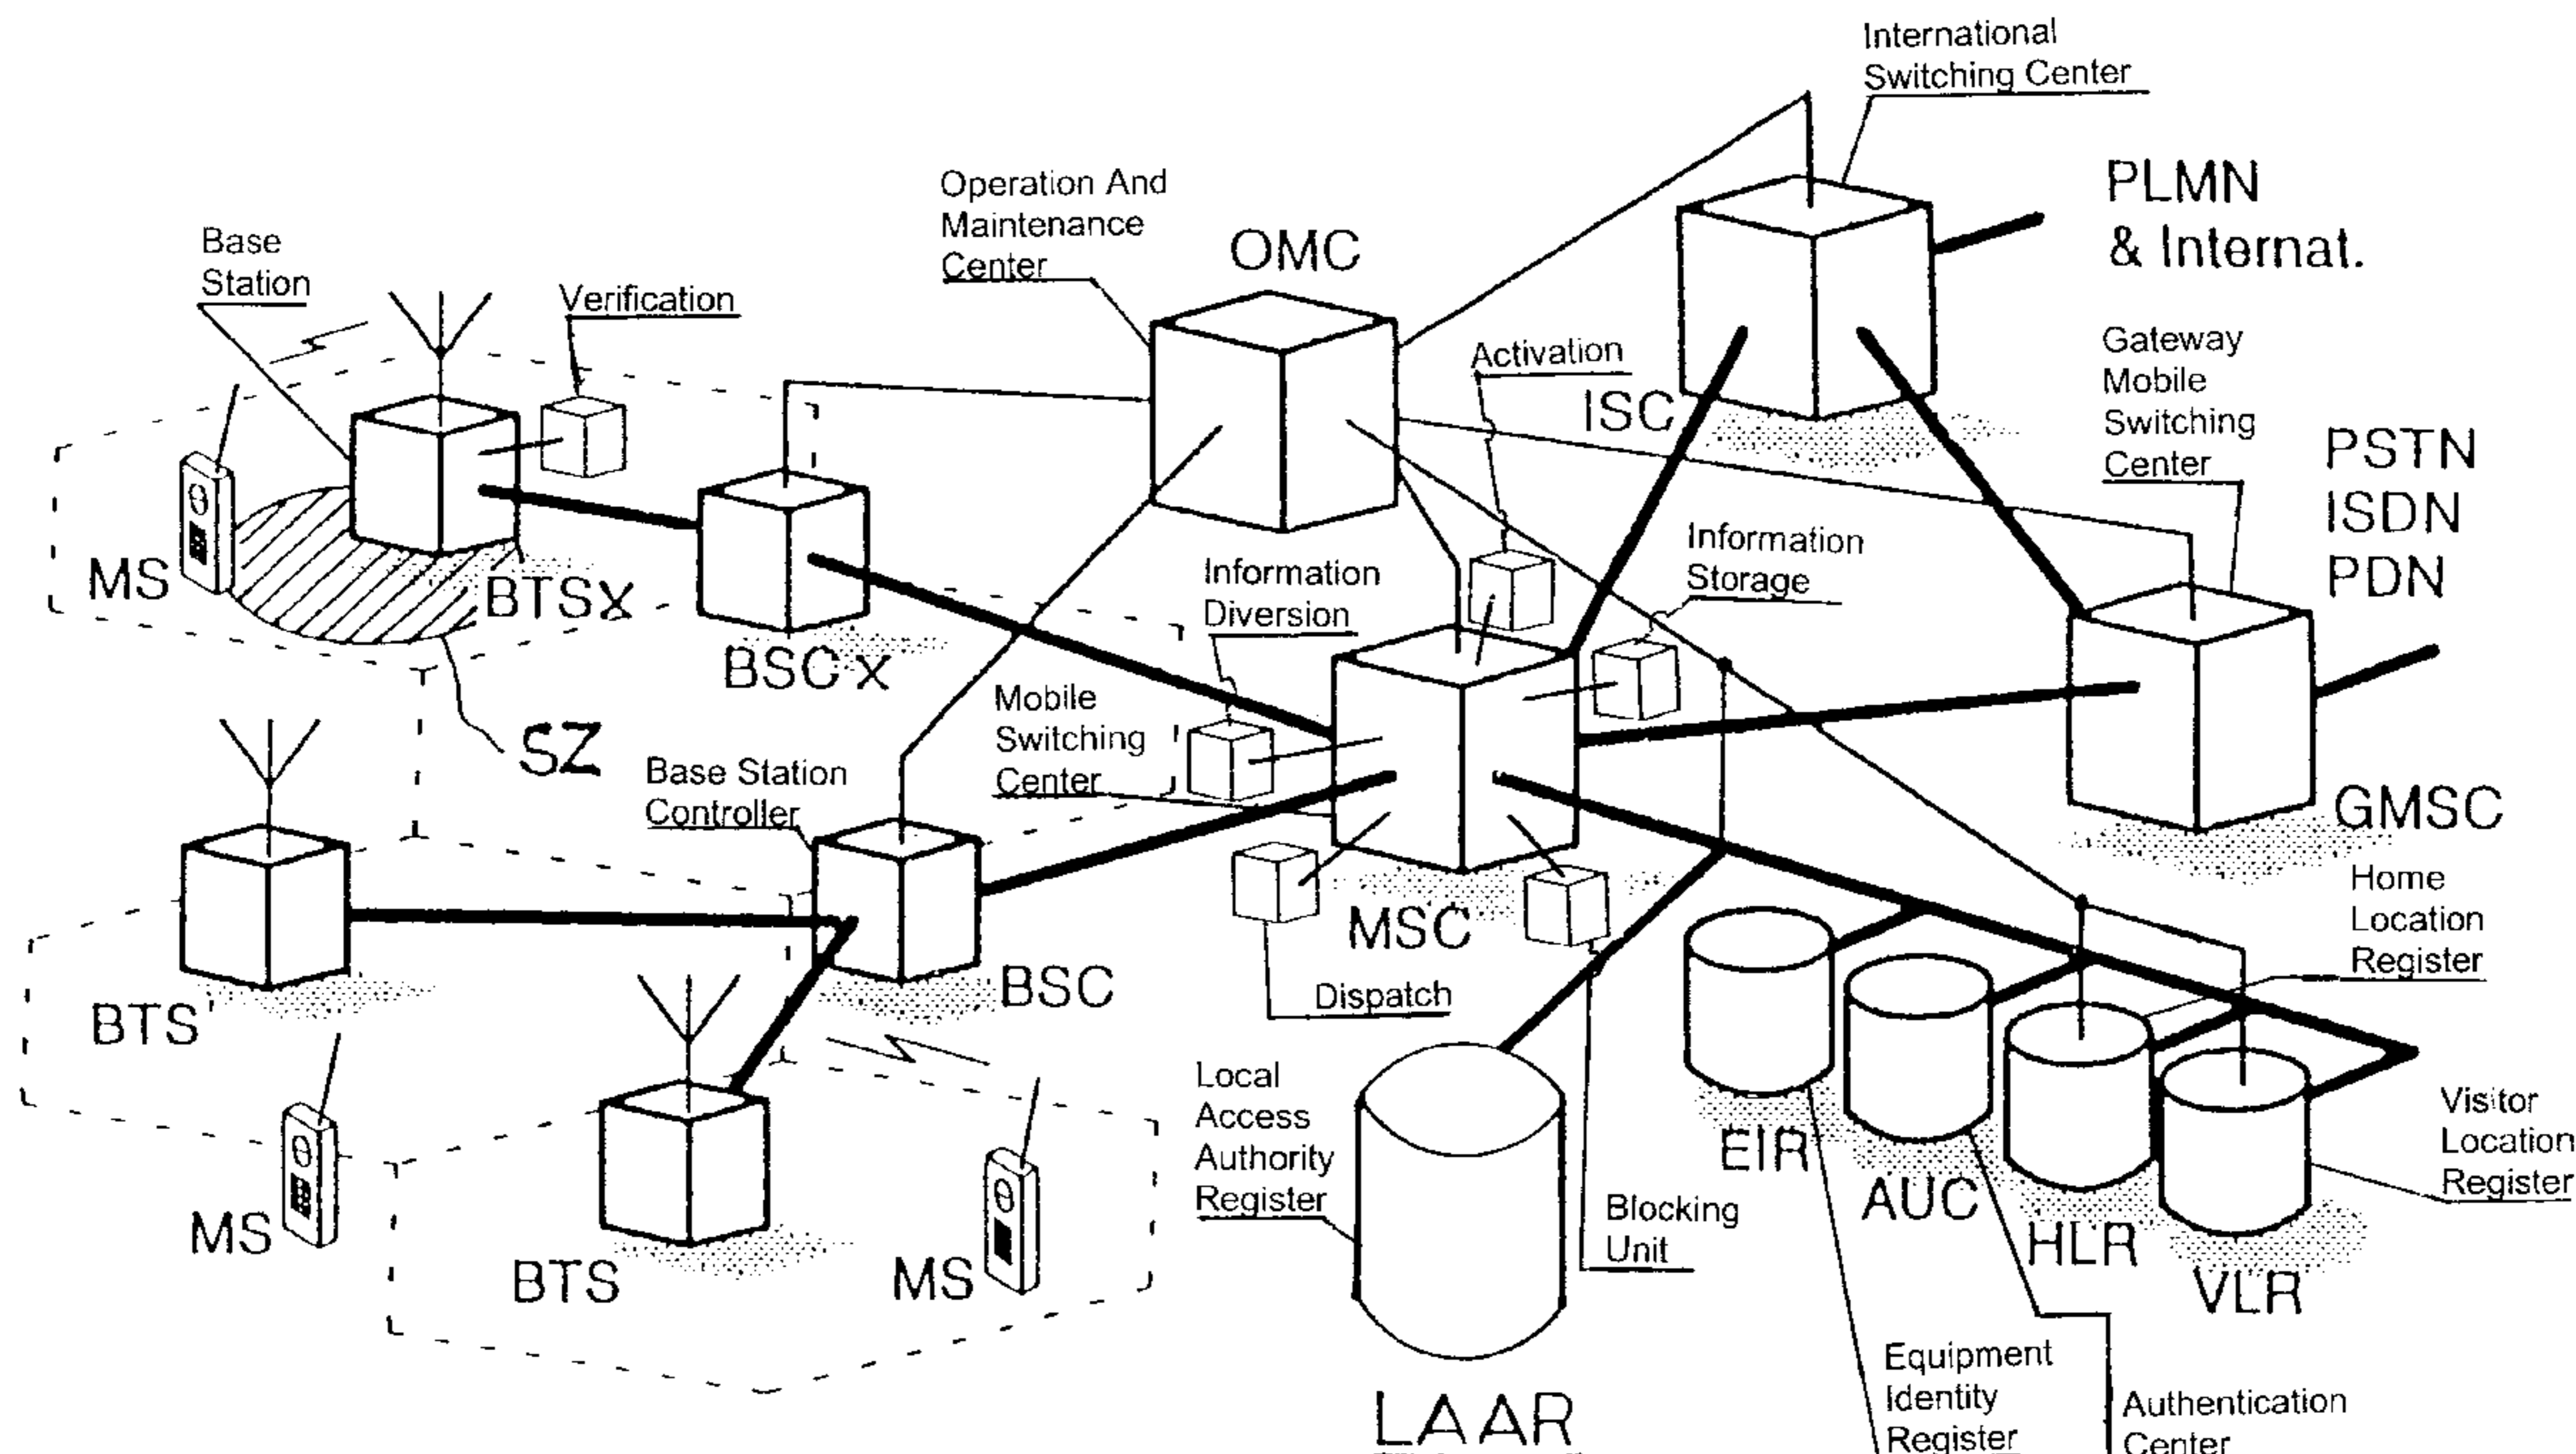 International
Switching Center
PLMN
& Internat.
Operation And
Maintenance
Center
OMC
Base
Station
Verification
Activation
ISC
Gateway
Mobile
Switching
Center
PSTN
ISDN
PDN
MS
BTSX
BSCX
SZ
Information
Diversion
Information
Storage
Mobile
Switching
Center
Base Station
Controller
GMSC
MSC
Home
Location
Register
BTS'
BSC
Dispatch
Local
Access
Authority
Register
EIR
AUC
HLR
VLR
Visitor
Location
Register
Blocking
Unit
MS
BTS
MS
LAAR
Equipment
Identity
Register
Authentication
Center